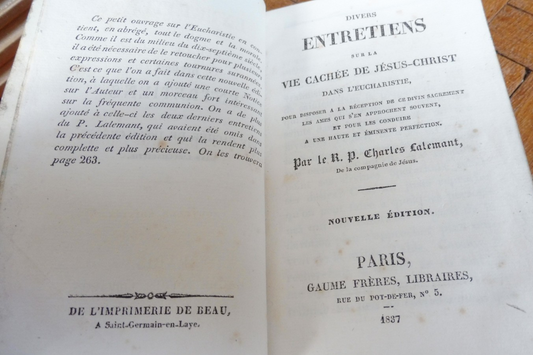 Ce petit ouvrage sur l'Eucharistie en con-
tient, en abrégé, tout le dogme et la morale.
Comme il est du milieu du dix-septième siècle,
il a été nécessaire de le retoucher pour plusieurs
expressions et certaines tournures surannées.
C'est ce que l'on a fait dans cette nouvelle édi-
tion, à laquelle on a ajouté une courte Notice
sur l'Auteur et un morceau fort intéressant
sur la fréquente communion. On a de plus
ajouté à celle-ci les deux derniers entretiens
du P. Lalemant, qui avaient été omis dans
la précédente édition et qui la rendent plus
complette et plus précieuse. On les trouvera
page 263.
DE L'IMPRIMERIE DE BEAU,
A Saint-Germain-en-Laye.
DIVERS
ENTRETIENS
SUR LA
VIE CACHÉE DE JÉSUS-CHRIST
DANS L'EUCHARISTIE,
POUR DISPOSER A LA RÉCEPTION DE CE DIVIN SACREMENT
LES AMES QUI S'EN APPROCHENT SOUVENT,
ET POUR LES CONDUIRE
A UNE HAUTE ET ÉMINENTE PERFECTION.
Par le R. P. Charles Lalemant,
De la compagnie de Jésus.
NOUVELLE ÉDITION.
PARIS,
GAUME FRÈRES, LIBRAIRES,
RUE DU POT-DE-FER, N° 5.
1837